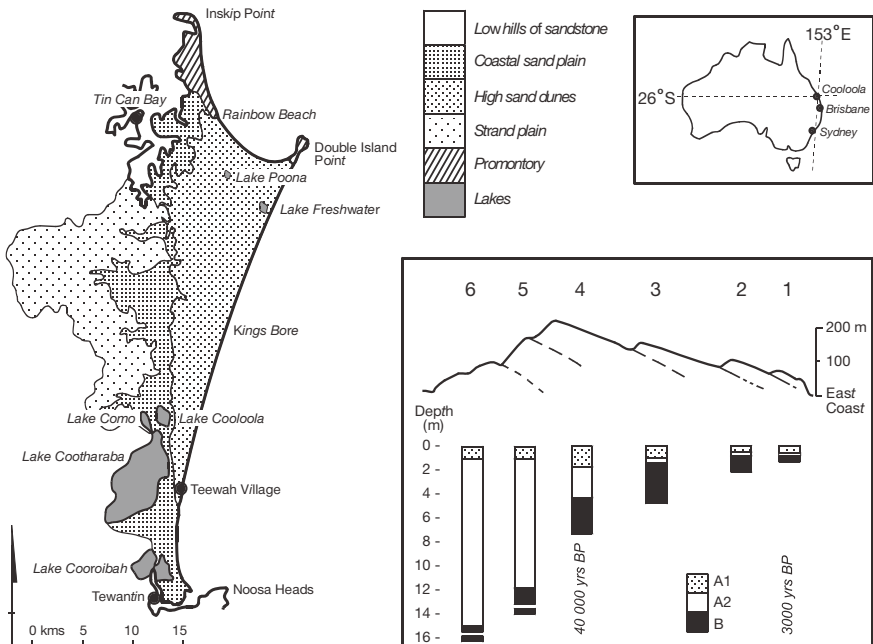 Inskip Point
Tin Can Bay
Rainbow Beach
Double Island
Point
Lake Poona
Lake Freshwater
Kings Bore
Lake Como
Lake Cooloola
Lake Cootharaba
Teewah Village
Lake Cooroibah
Tewantin
Noosa Heads
0 kms 5 10 15
Low hills of sandstone
Coastal sand plain
High sand dunes
Strand plain
Promontory
Lakes
153°E
26°S
Cooloola
Brisbane
Sydney
6 5 4 3 2 1
200 m
100
East
Coast
Depth
(m)
0 -
2 -
4 -
6 -
8 -
10 -
12 -
14 -
16 -
40 000 yrs BP
3000 yrs BP
A1
A2
B